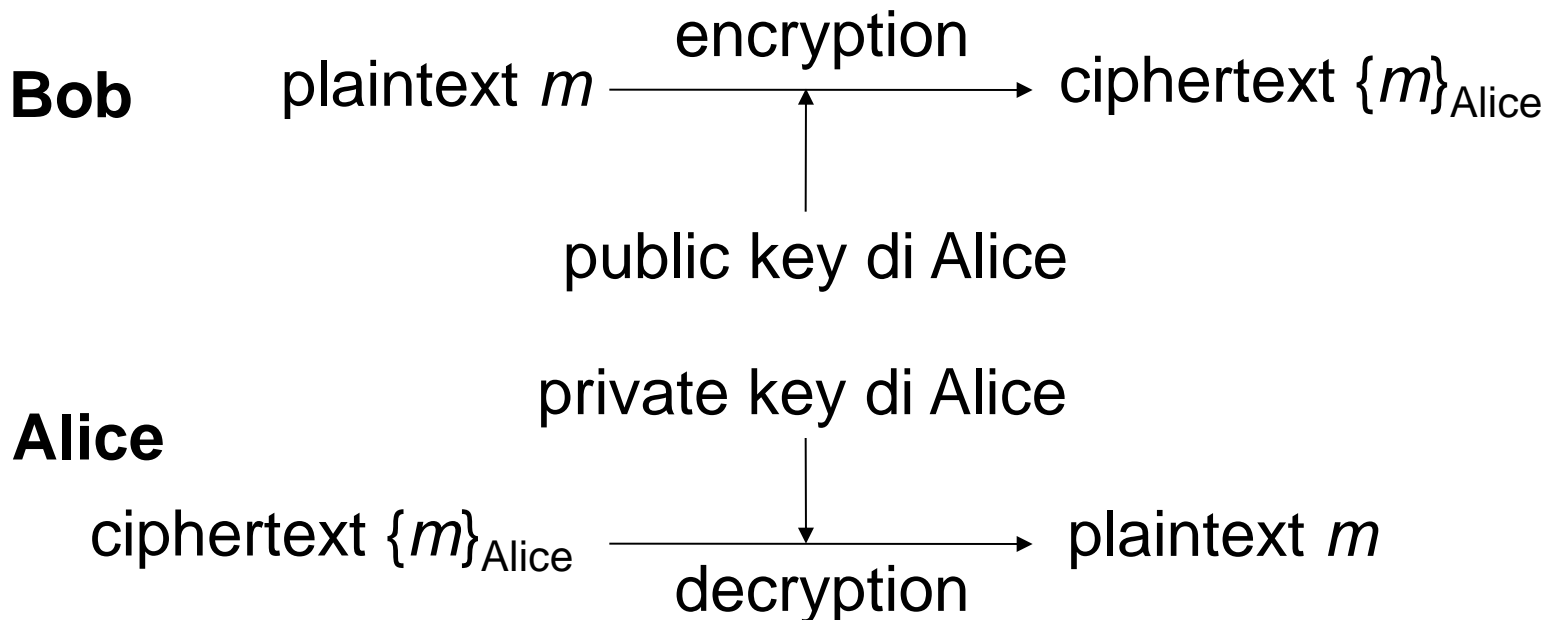 encryption
Bob plaintext m ciphertext {m}Alice
public key di Alice
private key di Alice
Alice
ciphertext {m}Alice plaintext m
decryption